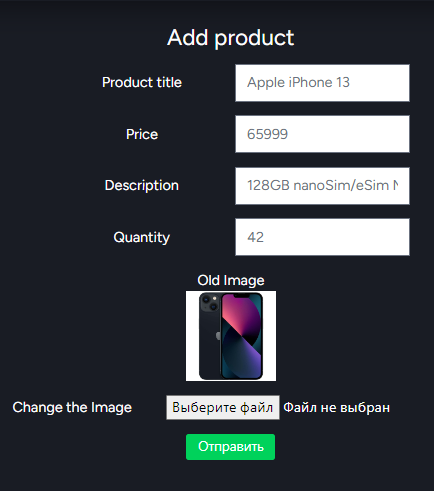 Add product
Product title Apple iPhone 13
Price 65999
Description 128GB nanoSim/eSim
Quantity 42
Old Image
Change the Image Выберите файл Файл не выбран
Отправить